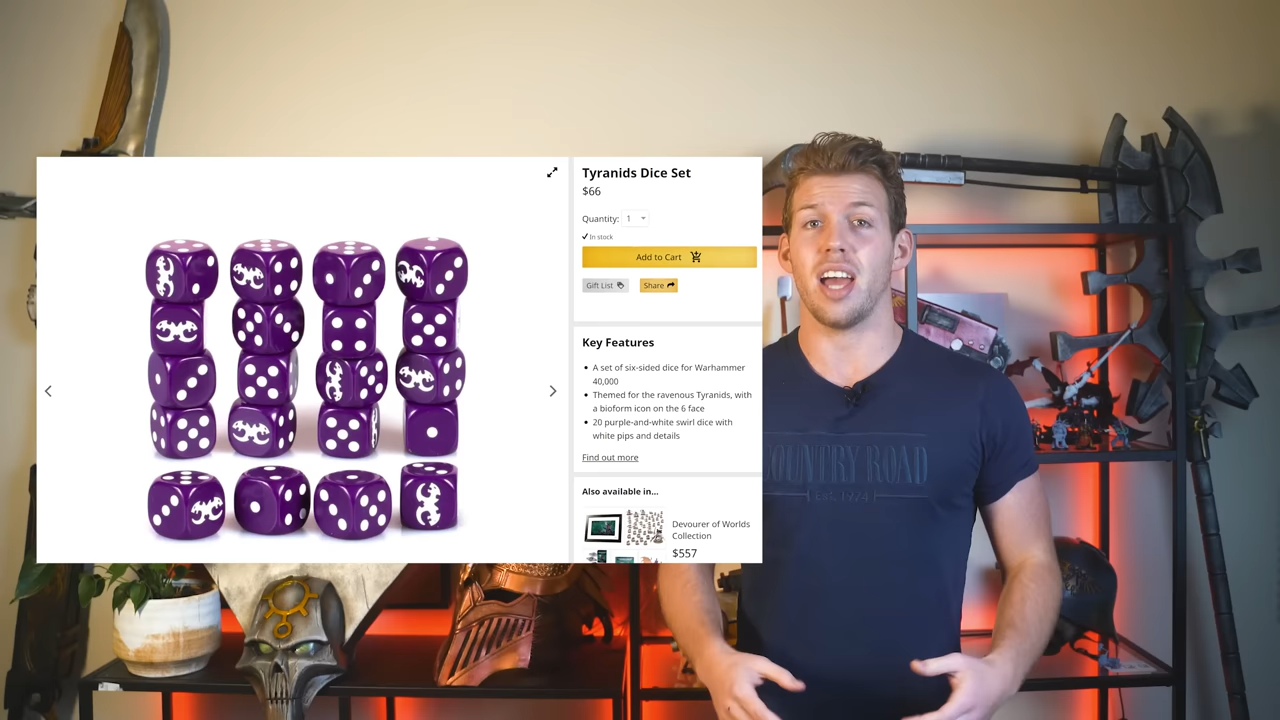 Tyranids Dice Set
$66
Quantity: 1
In stock
Add to Cart
Gift List
Share
Key Features
A set of six-sided dice for Warhammer
40,000
Themed for the ravenous Tyranids, with
a bioform icon on the 6 face
20 purple-and-white swirl dice with
white pips and details
Find out more
Also available in...
Devourer of Worlds
Collection
$557
COUNTRY ROAD
EST. 1974